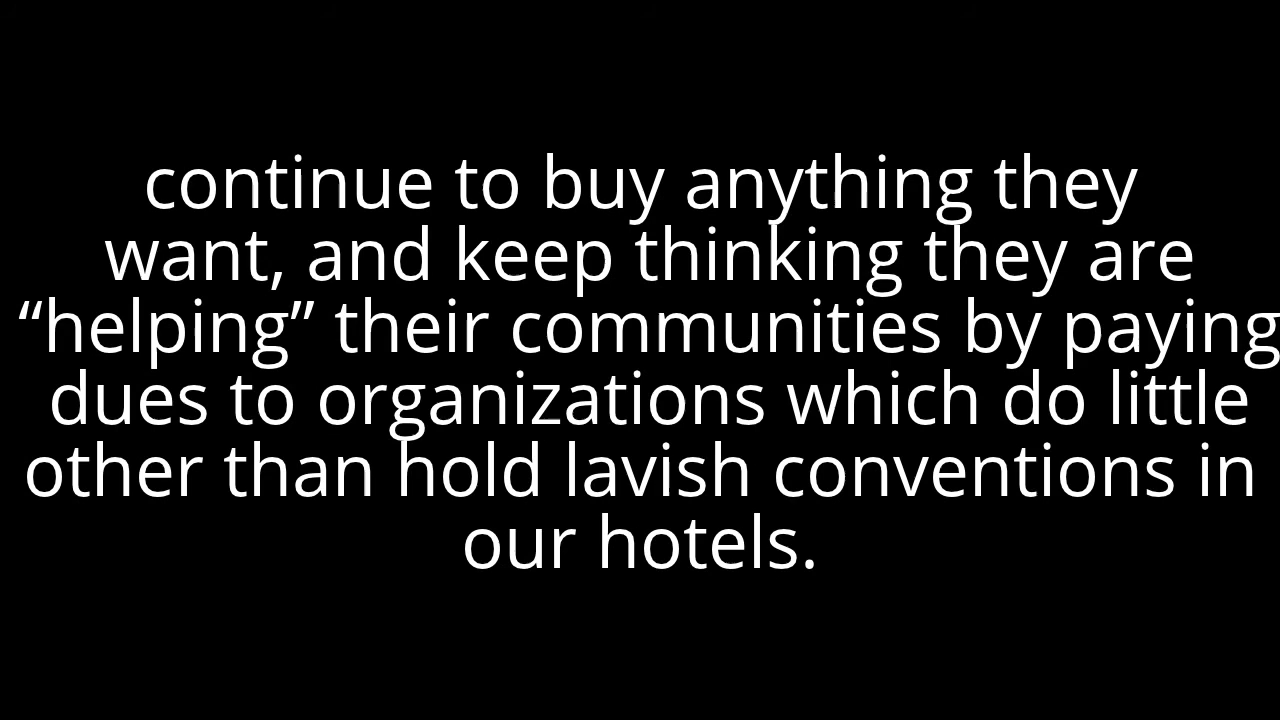 continue to buy anything they
want, and keep thinking they are
“helping” their communities by paying
dues to organizations which do little
other than hold lavish conventions in
our hotels.